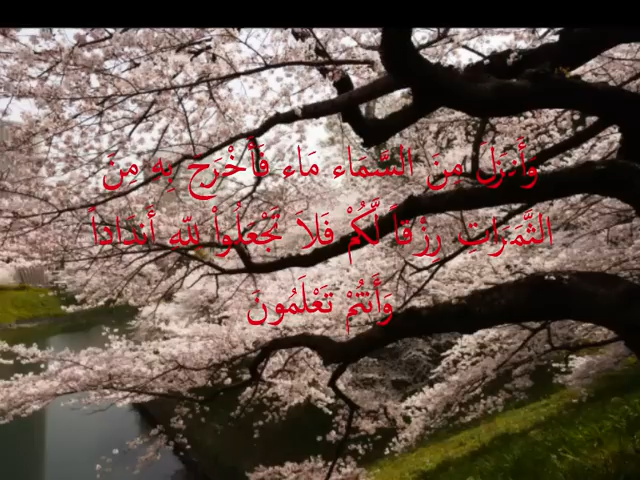 وَأَنزَلَ مِنَ السَّمَاء مَاء فَأَخْرَجَ بِهِ مِنَ
الثَّمَرَاتِ رِزْقاً لَّكُمْ فَلاَ تَجْعَلُواْ لِلّهِ أَندَاداً
وَأَنتُمْ تَعْلَمُونَ